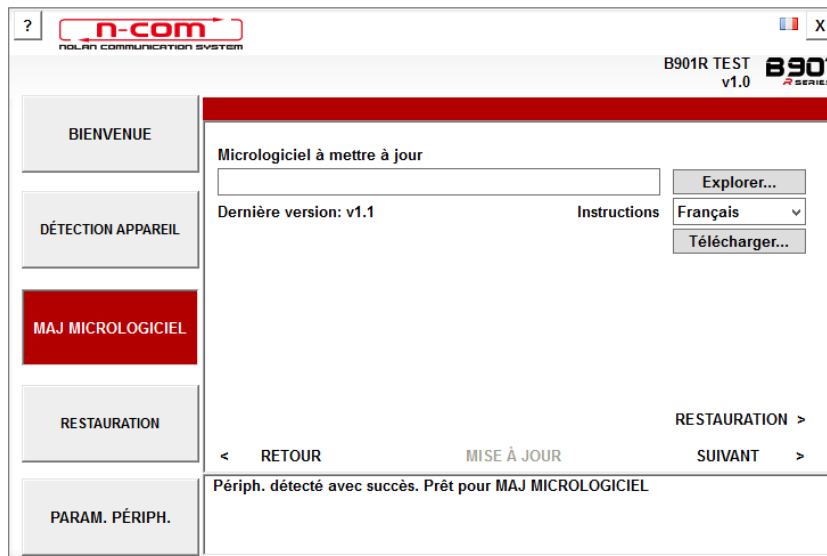 ?
n-com
NOLAN COMMUNICATION SYSTEM
X
B901R TEST
v1.0
B901
R SERIES
BIENVENUE
DÉTECTION APPAREIL
MAJ MICROLOGICIEL
RESTAURATION
PARAM. PÉRIPH.
Micrologiciel à mettre à jour
Explorer...
Dernière version: v1.1 Instructions Français
Télécharger...
RESTAURATION >
< RETOUR MISE À JOUR SUIVANT >
Périph. détecté avec succès. Prêt pour MAJ MICROLOGICIEL